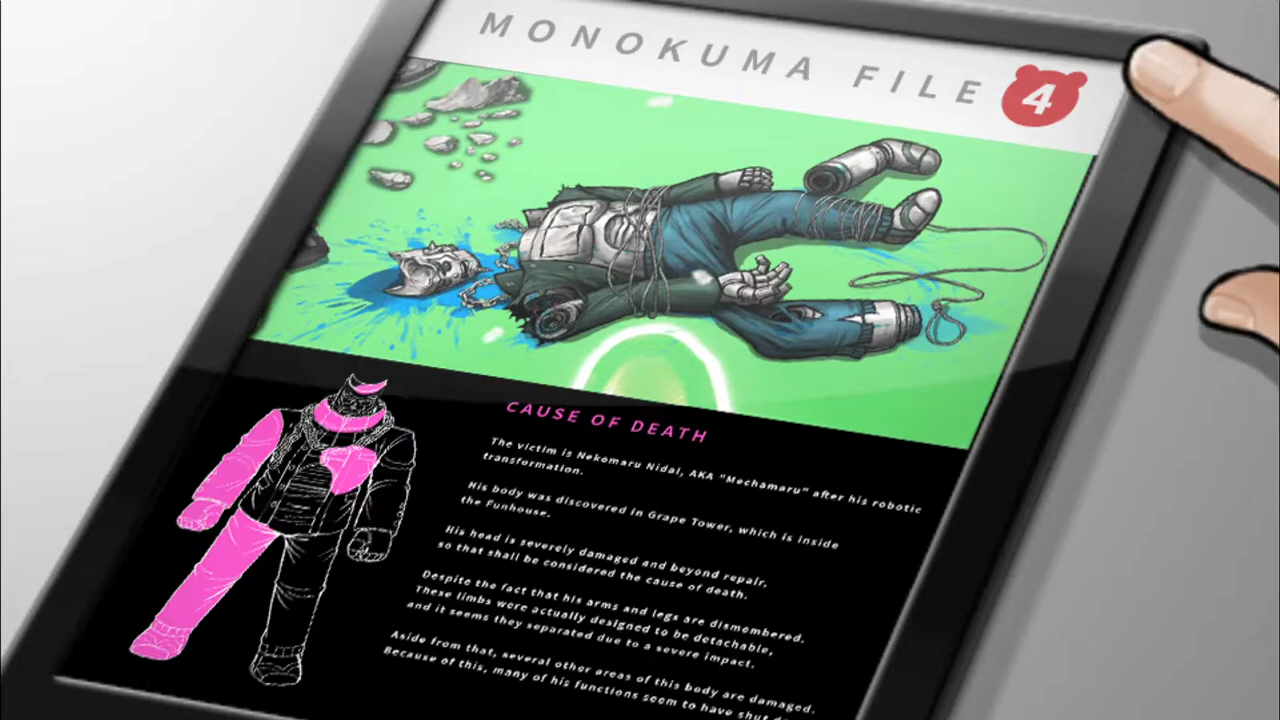 MONOKUMA FILE 4
CAUSE OF DEATH
The victim is Nekomaru Nidai, AKA "Mechamaru" after his robotic
transformation.
His body was discovered in Grape Tower, which is inside
the Funhouse.
His head is severely damaged and beyond repair,
so that shall be considered the cause of death.
Despite the fact that his arms and legs are dismembered.
These limbs were actually designed to be detachable,
and it seems they separated due to a severe impact.
Aside from that, several other areas of this body are damaged.
Because of this, many of his functions seem to have shut